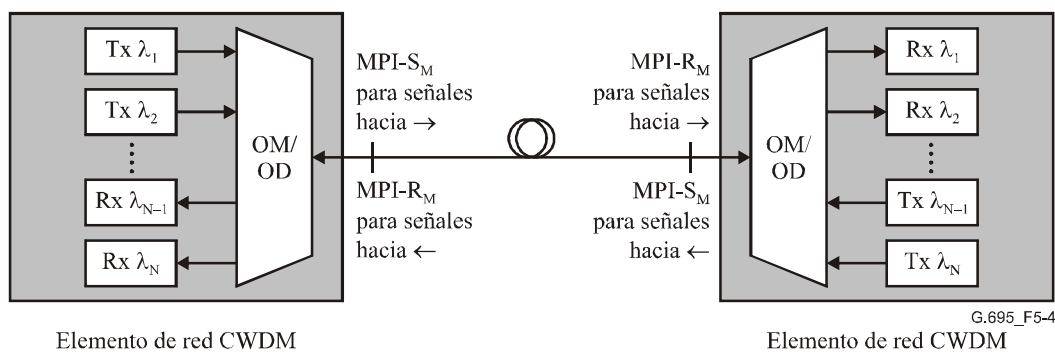 Tx λ1
Tx λ2
Rx λN–1
Rx λN
OM/
OD
MPI-SM
para señales
hacia →
MPI-RM
para señales
hacia ←
MPI-RM
para señales
hacia →
MPI-SM
para señales
hacia ←
OM/
OD
Rx λ1
Rx λ2
Tx λN–1
Tx λN
G.695_F5-4
Elemento de red CWDM
Elemento de red CWDM